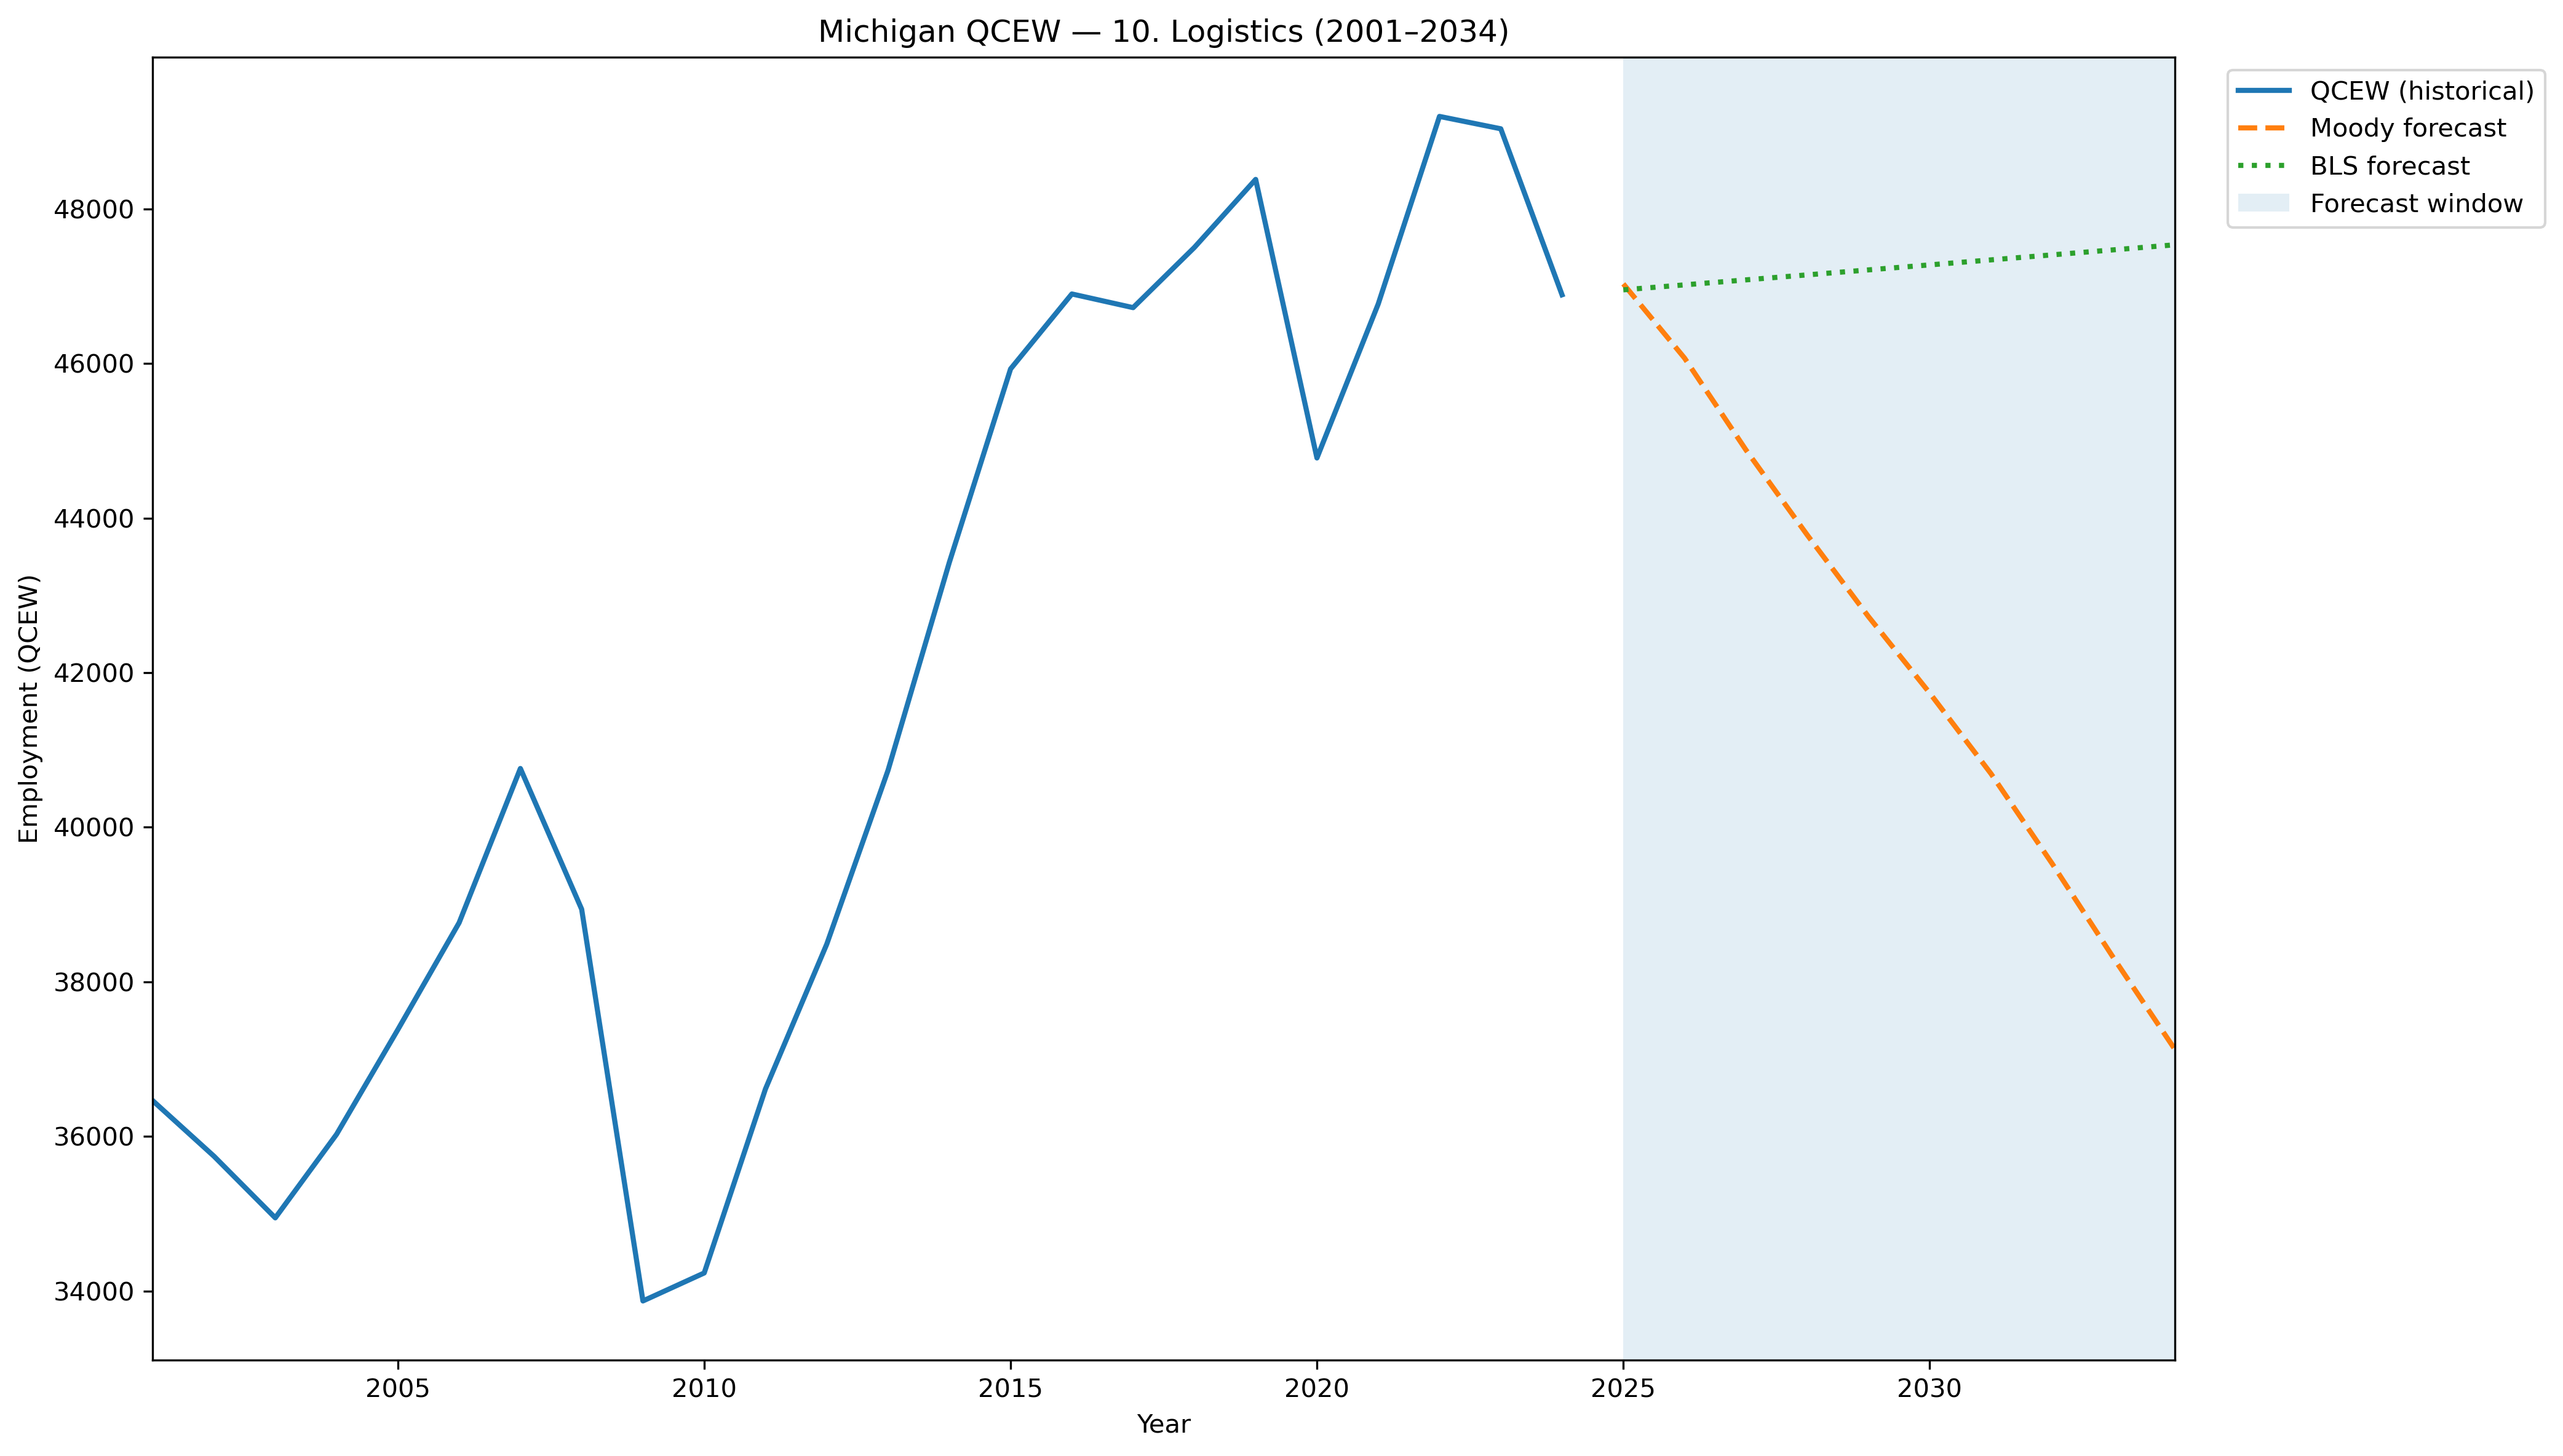 Michigan QCEW — 10. Logistics (2001–2034)
QCEW (historical)
Moody forecast
BLS forecast
Forecast window
Employment (QCEW)
48000
46000
44000
42000
40000
38000
36000
34000
2005
2010
2015
2020
2025
2030
Year